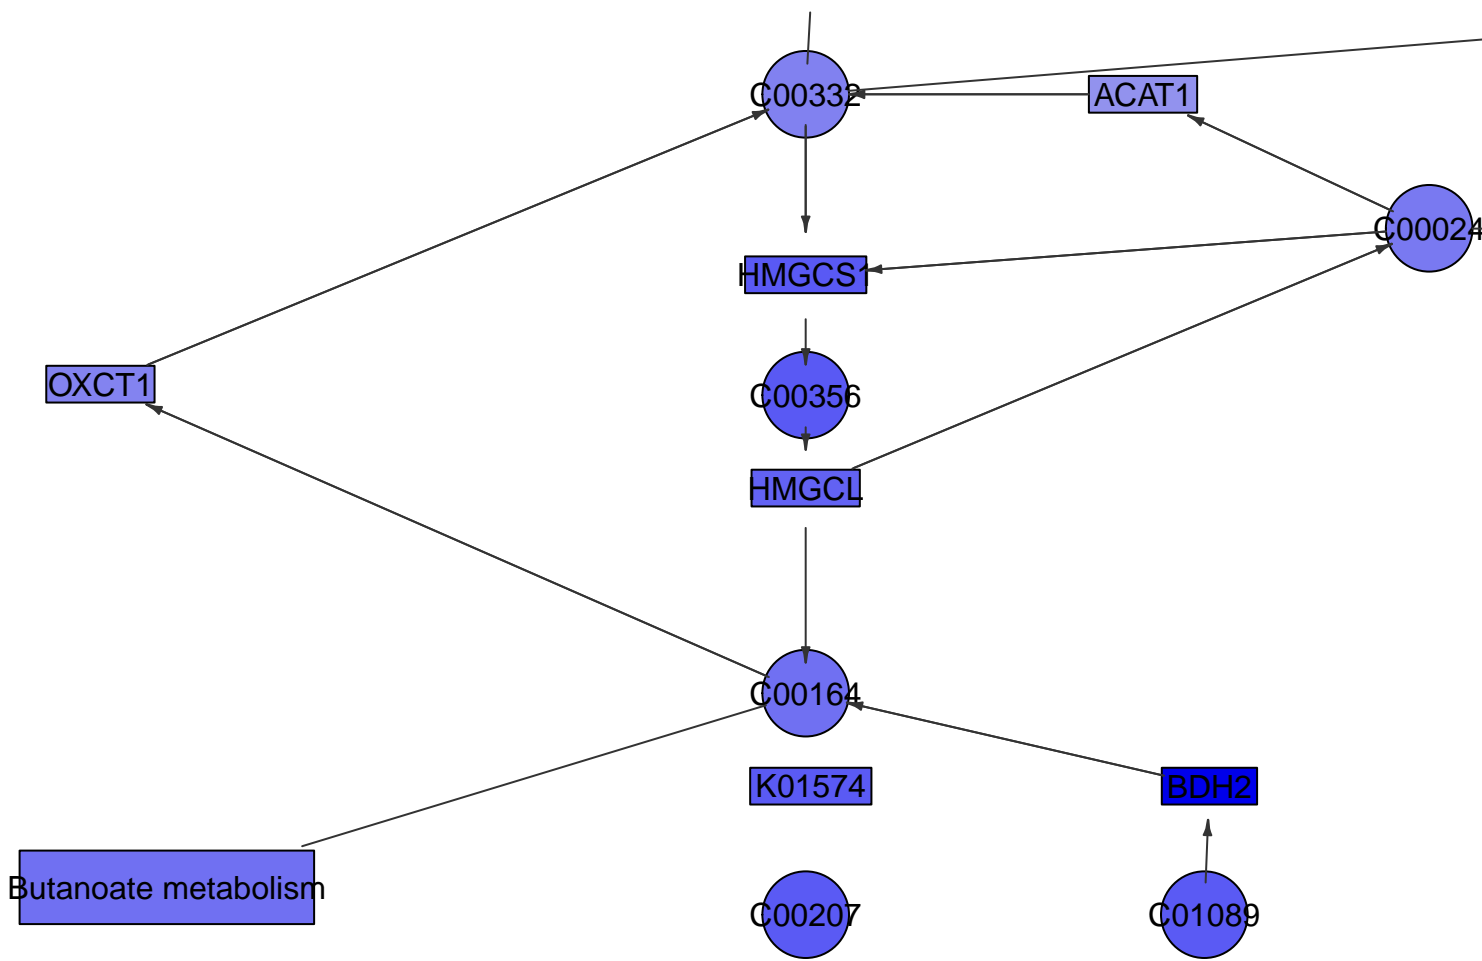 C00332
ACAT1
C00024
HMGCS1
OXCT1
C00356
HMGCL
C00164
K01574
BDH2
Butanoate metabolism
C00207
C01089